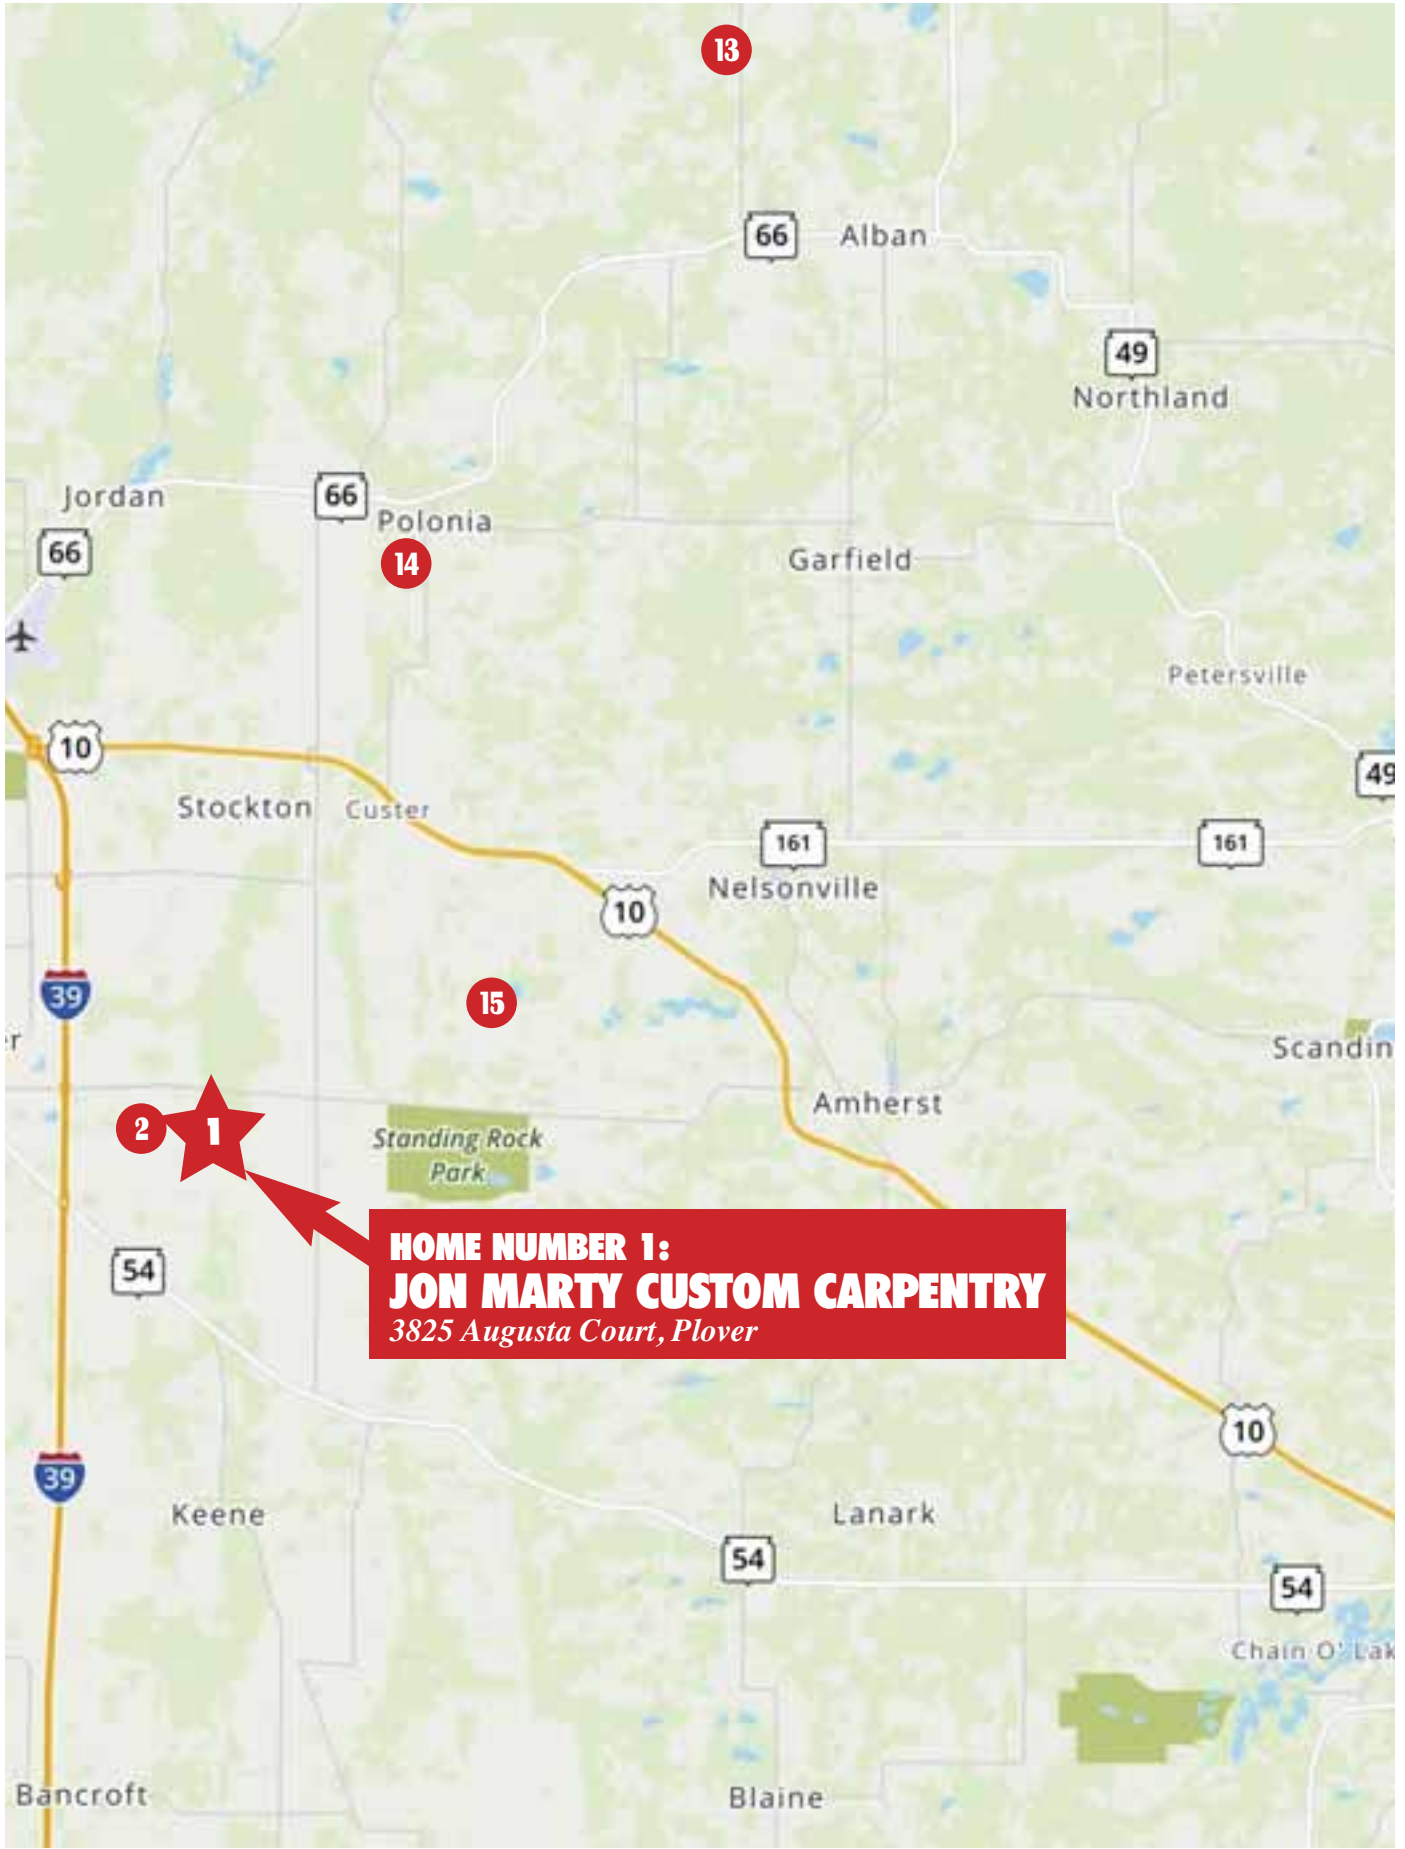 13
66 Alban
49
Northland
Jordan
66
Polonia
66
14
Garfield
Petersville
10
49
Stockton Custer
161
161
Nelsonville
10
39
15
er
Scandin
Amherst
2
1
Standing Rock
Park
HOME NUMBER 1:
JON MARTY CUSTOM CARPENTRY
3825 Augusta Court, Plover
54
10
39
Keene
Lanark
54
54
Chain O' Lak
Bancroft
Blaine